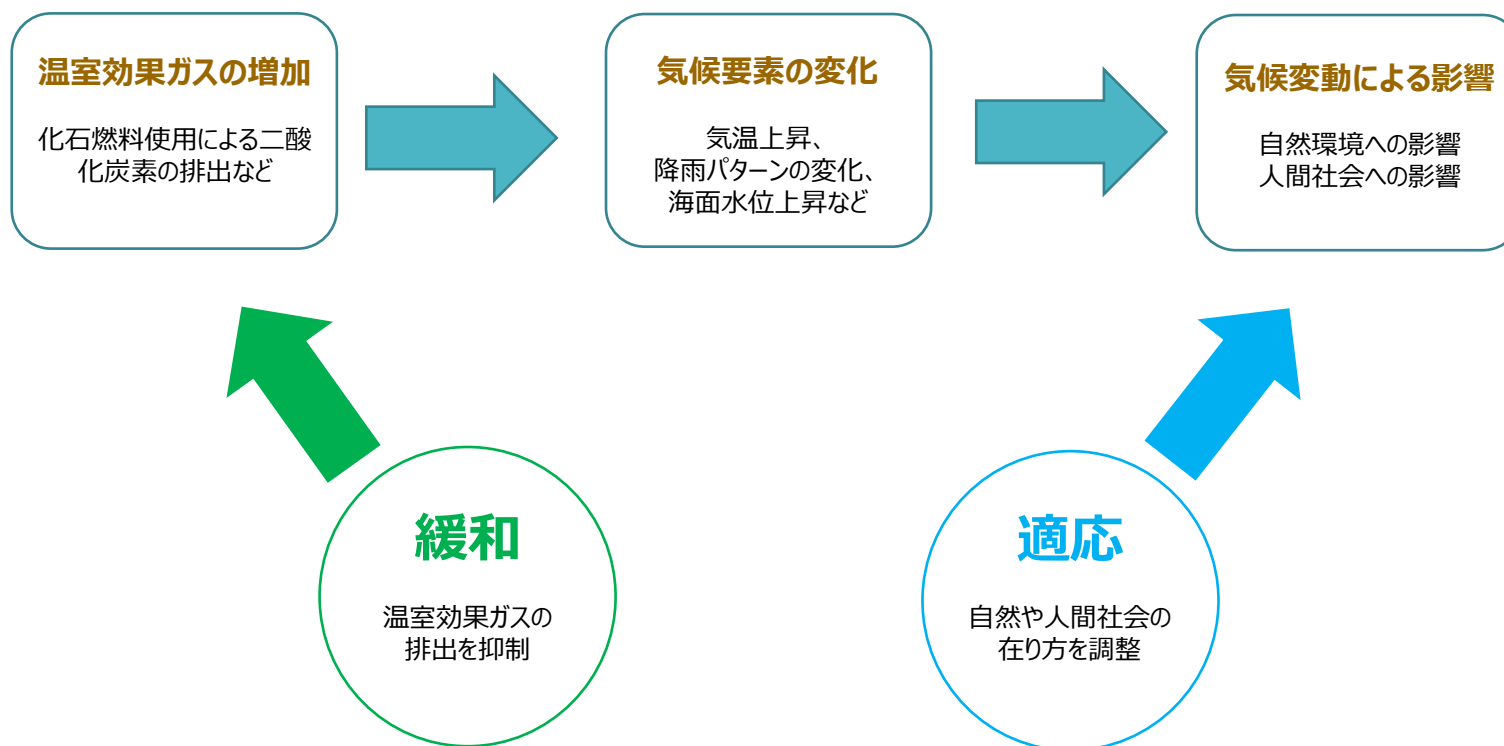 温室効果ガスの増加
化石燃料使用による二酸
化炭素の排出など
気候要素の変化
気温上昇、
降雨パターンの変化、
海面水位上昇など
気候変動による影響
自然環境への影響
人間社会への影響
緩和
温室効果ガスの
排出を抑制
適応
自然や人間社会の
在り方を調整